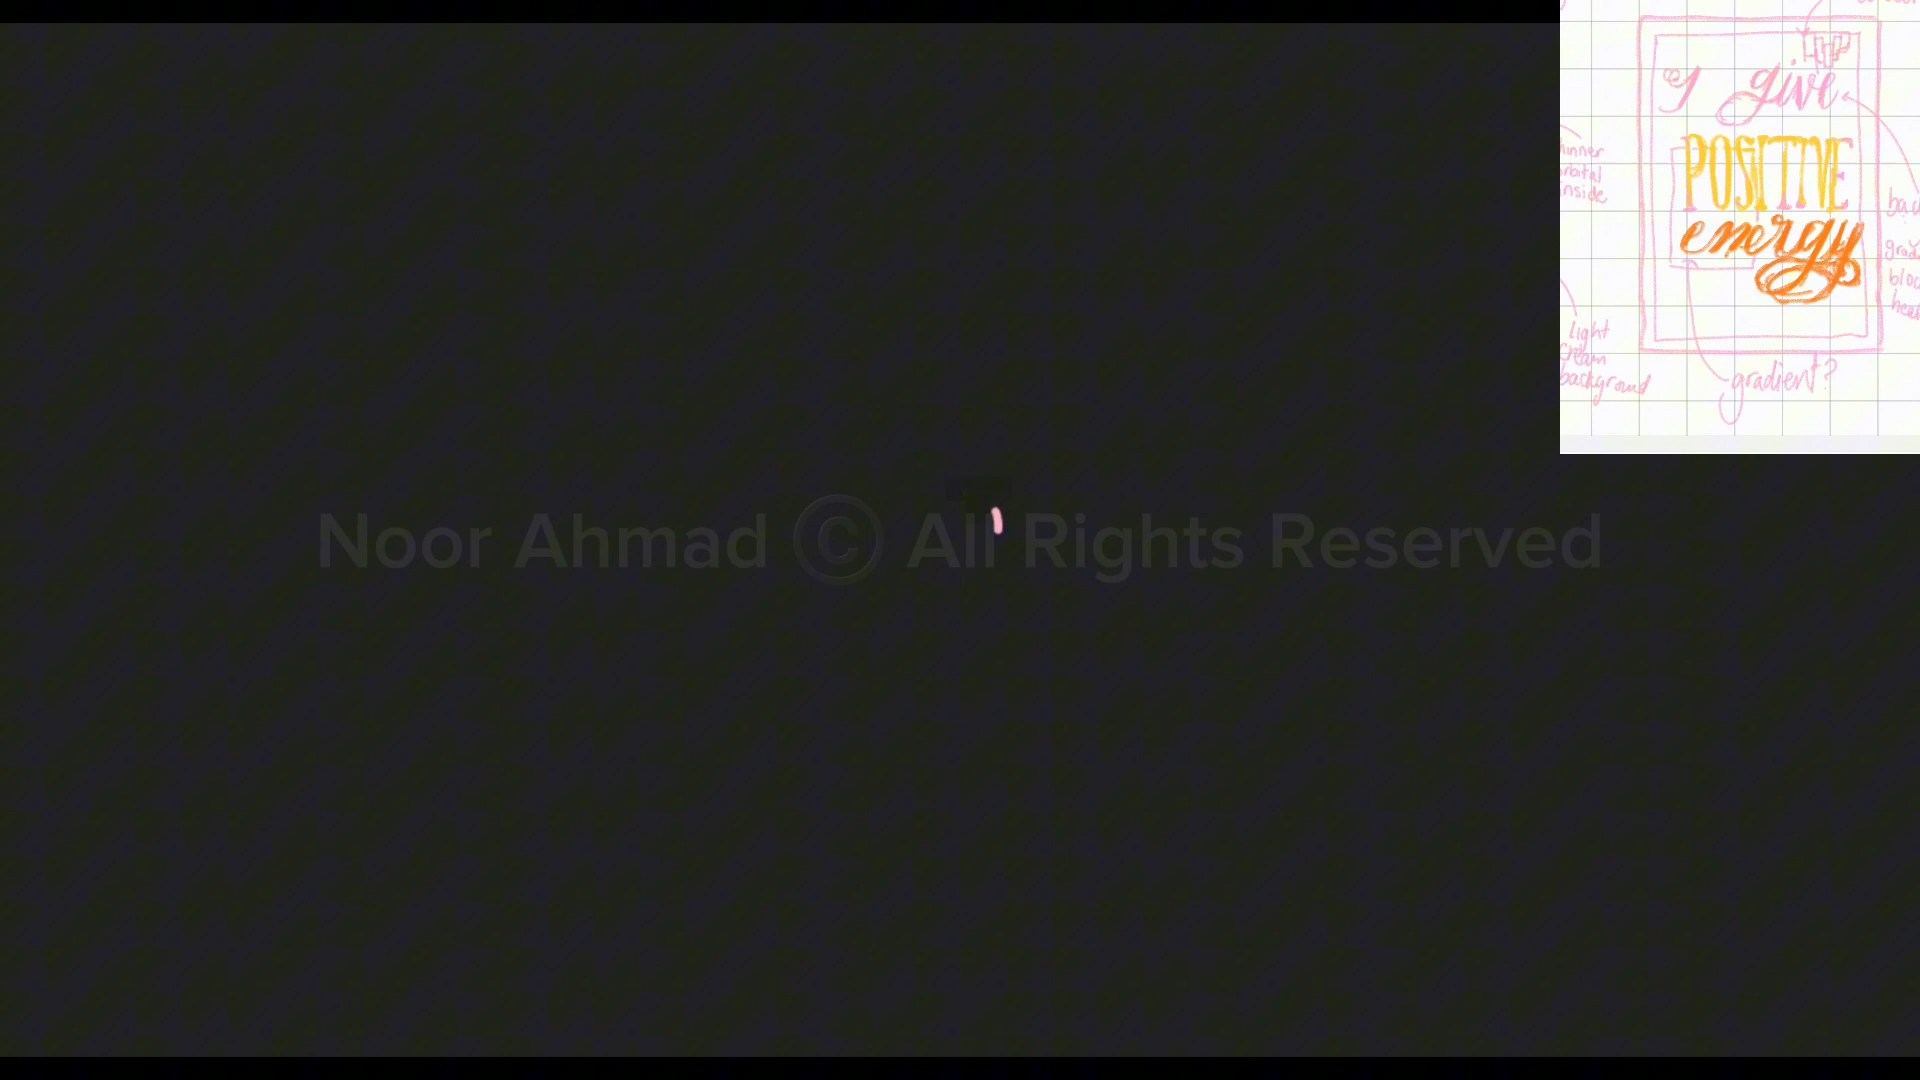 I give
POSITIVE
energy
inside
light
cream
background
gradient?
Noor Ahmad © All Rights Reserved